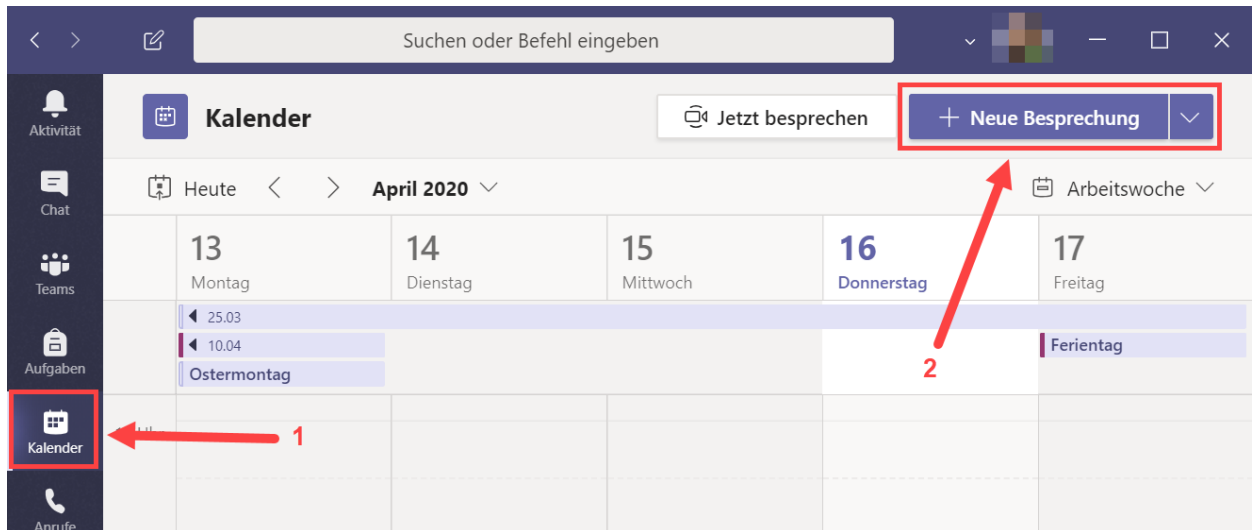 Suchen oder Befehl eingeben
Aktivität
Chat
Teams
Aufgaben
Kalender
Anrufe
Kalender
Jetzt besprechen
+ Neue Besprechung
Heute
April 2020
Arbeitswoche
13
Montag
14
Dienstag
15
Mittwoch
16
Donnerstag
17
Freitag
25.03
10.04
Ferientag
Ostermontag
1
2